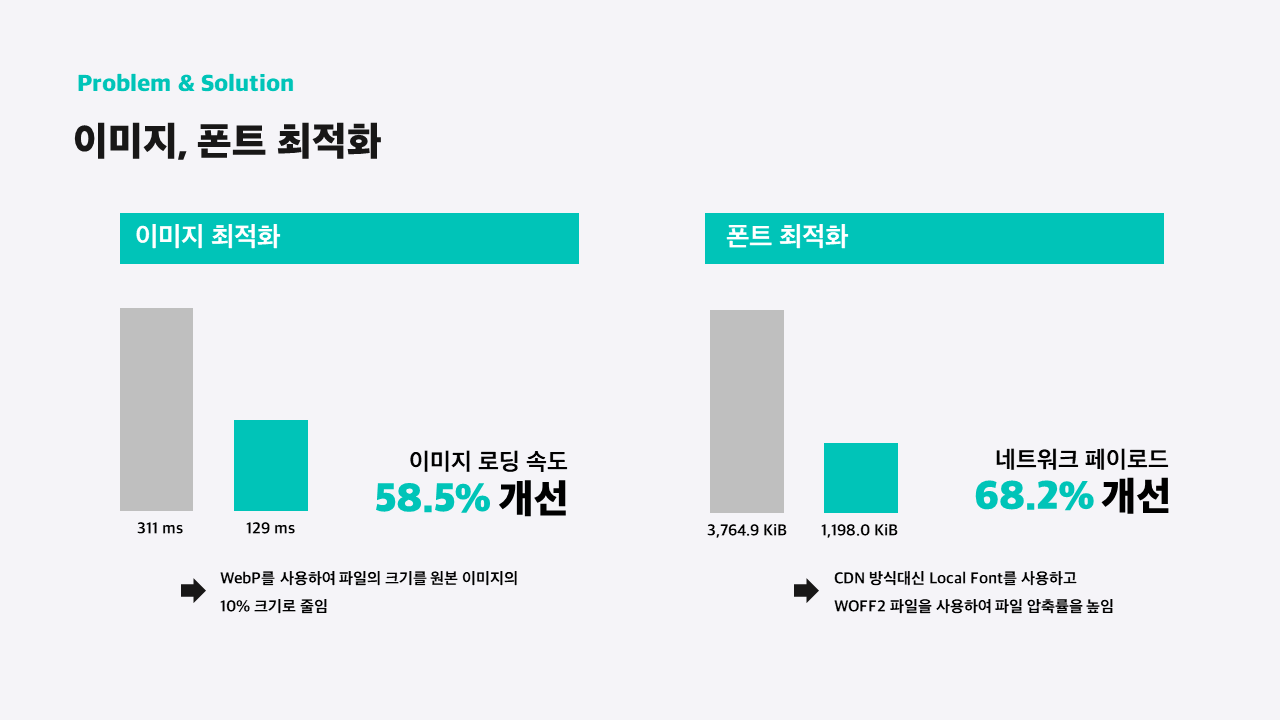 Problem & Solution
이미지, 폰트 최적화
이미지 최적화
311 ms
129 ms
이미지 로딩 속도
58.5% 개선
WebP를 사용하여 파일의 크기를 원본 이미지의
10% 크기로 줄임
폰트 최적화
3,764.9 KiB
1,198.0 KiB
네트워크 페이로드
68.2% 개선
CDN 방식대신 Local Font를 사용하고
WOFF2 파일을 사용하여 파일 압축률을 높임